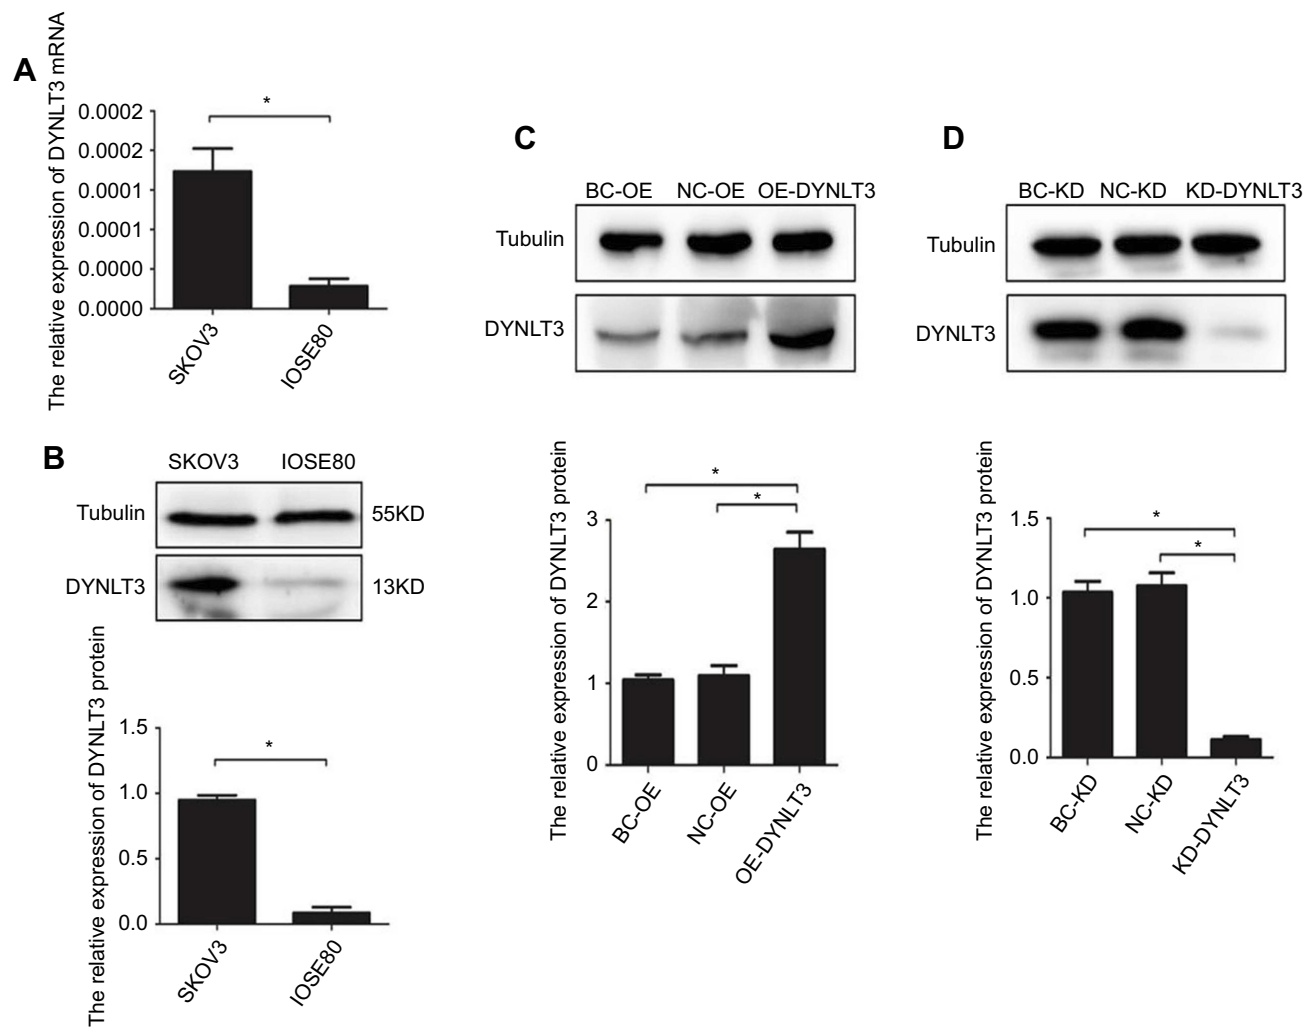 A
The relative expression of DYNLT3 mRNA
0.0002
0.0002
0.0001
0.0001
0.0000
0.0000
*
SKOV3
IOSE80
B
SKOV3 IOSE80
Tubulin 55KD
DYNLT3 13KD
The relative expression of DYNLT3 protein
1.5
1.0
0.5
0.0
*
SKOV3
IOSE80
C
BC-OE NC-OE OE-DYNLT3
Tubulin
DYNLT3
The relative expression of DYNLT3 protein
3
2
1
0
*
*
BC-OE
NC-OE
OE-DYNLT3
D
BC-KD NC-KD KD-DYNLT3
Tubulin
DYNLT3
The relative expression of DYNLT3 protein
1.5
1.0
0.5
0.0
*
*
BC-KD
NC-KD
KD-DYNLT3